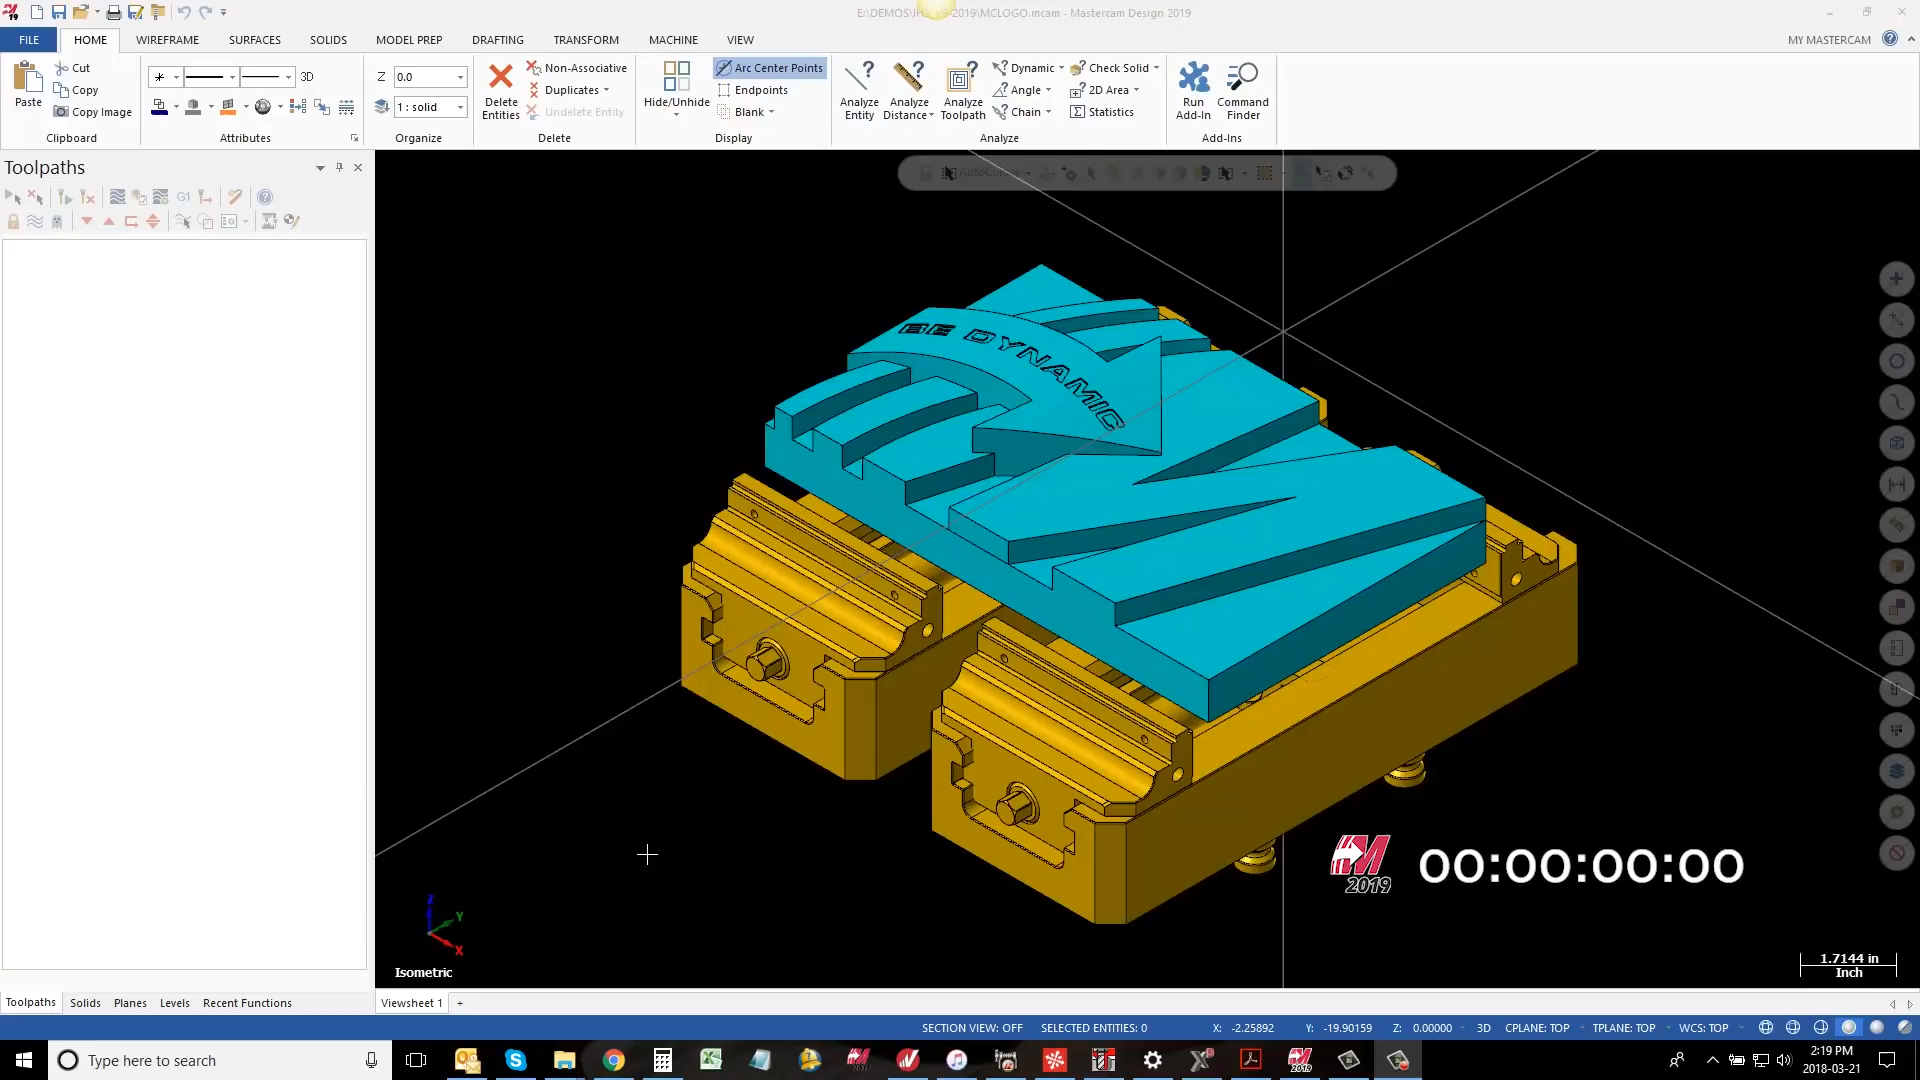 E:\DEMOS\IHS_V9-2019\MCLOGO.mcam - Mastercam Design 2019
FILE HOME WIREFRAME SURFACES SOLIDS MODEL PREP DRAFTING TRANSFORM MACHINE VIEW MY MASTERCAM
Cut
Copy
Copy Image
Paste
Clipboard
3D
Attributes
Z 0.0
1 : solid
Organize
Delete
Entities
Non-Associative
Duplicates
Undelete Entity
Delete
Hide/Unhide
Arc Center Points
Endpoints
Blank
Display
Analyze
Entity
Analyze
Distance
Analyze
Toolpath
Dynamic
Angle
Chain
Check Solid
2D Area
Statistics
Analyze
Run
Add-In
Command
Finder
Add-Ins
Toolpaths
G1
AutoCursor
BE DYNAMIC
M
2019
00:00:00:00
Z
Y
X
Isometric
1.7144 in
Inch
Toolpaths Solids Planes Levels Recent Functions
Viewsheet 1 +
SECTION VIEW: OFF SELECTED ENTITIES: 0 X: -2.25892 Y: -19.90159 Z: 0.00000 3D CPLANE: TOP TPLANE: TOP WCS: TOP
Type here to search
2:19 PM
2018-03-21